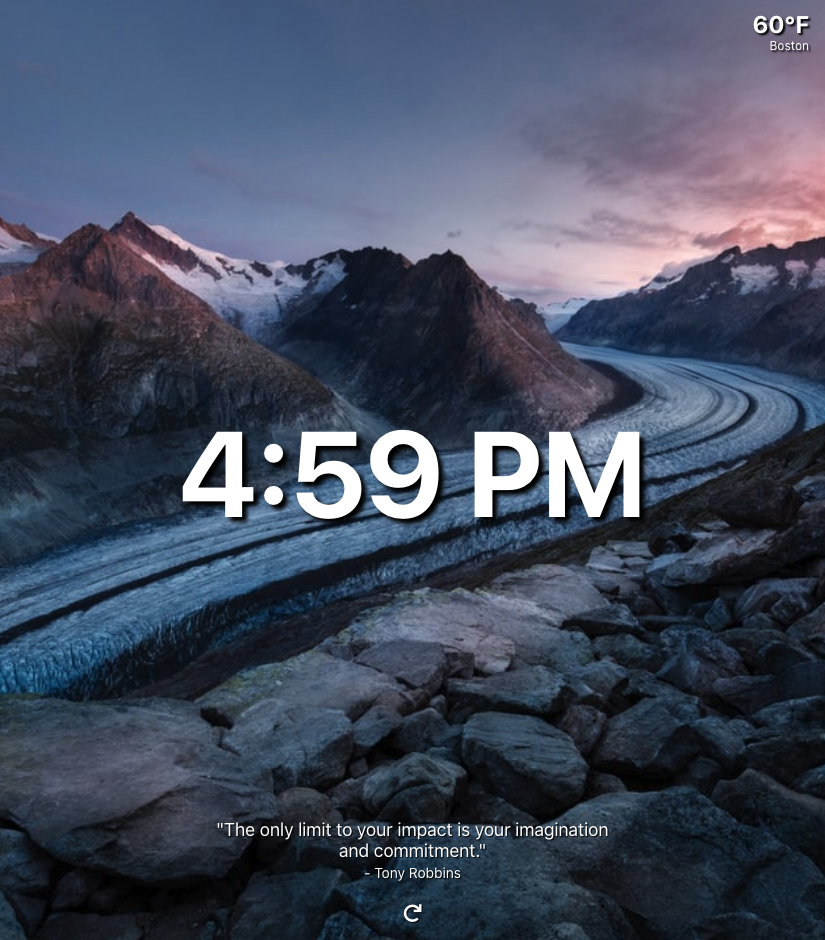 60°F
Boston
4:59 PM
"The only limit to your impact is your imagination
and commitment."
- Tony Robbins